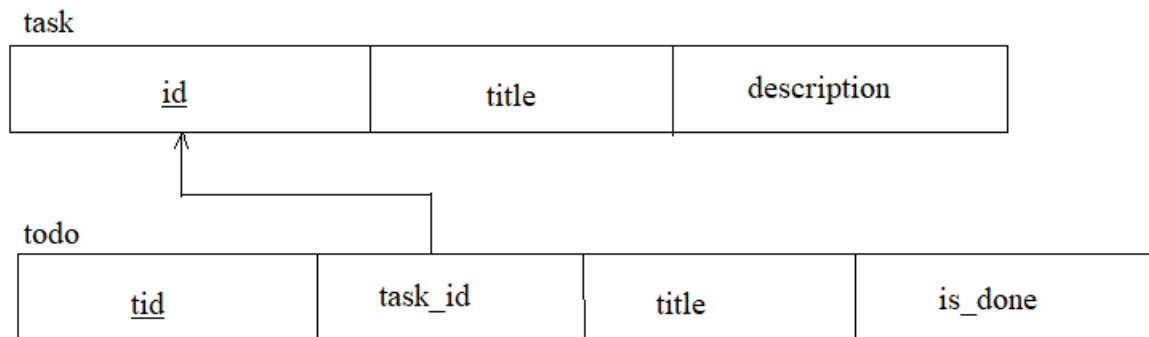 task
id title description
todo
tid task_id title is_done